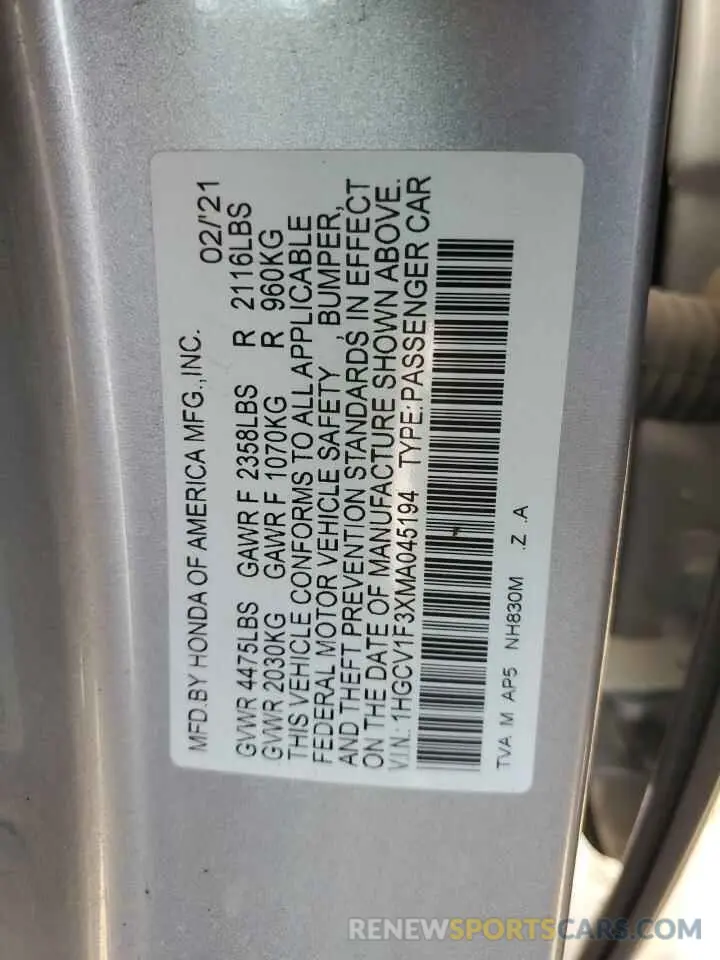 MFD.BY HONDA OF AMERICA MFG.,INC. 02/'21
GVWR 4475LBS GAWR F 2358LBS R 2116LBS
GVWR 2030KG GAWR F 1070KG R 960KG
THIS VEHICLE CONFORMS TO ALL APPLICABLE
FEDERAL MOTOR VEHICLE SAFETY , BUMPER,
AND THEFT PREVENTION STANDARDS IN EFFECT
ON THE DATE OF MANUFACTURE SHOWN ABOVE.
V.I.N.: 1HGCV1F3XMA045194 TYPE:PASSENGER CAR
TVA M AP5 NH830M .Z .A
RENEWSPORTSCARS.COM